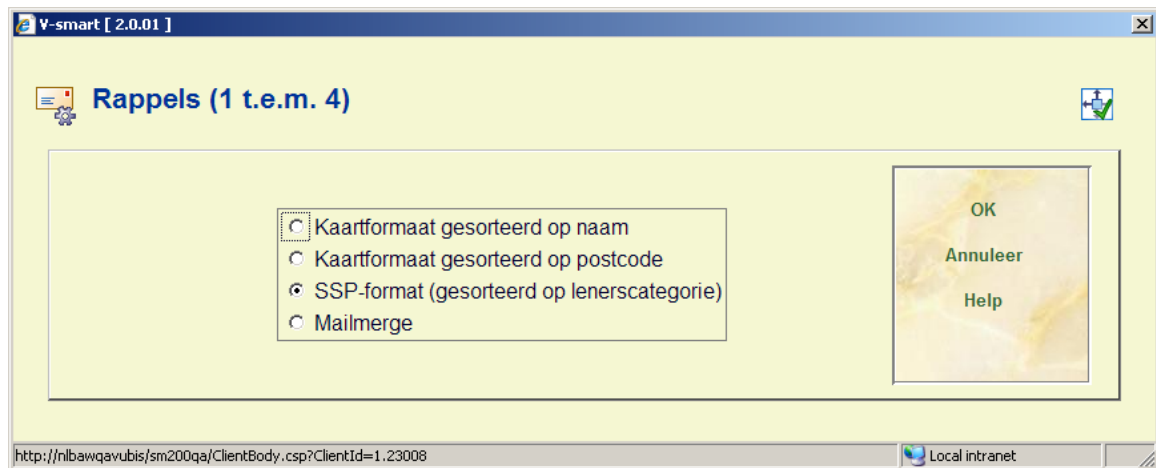 V-smart [ 2.0.01 ]
Rappels (1 t.e.m. 4)
Kaartformaat gesorteerd op naam
Kaartformaat gesorteerd op postcode
SSP-format (gesorteerd op lenerscategorie)
Mailmerge
OK
Annuleer
Help
http://nlbawqavubis/sm200qa/ClientBody.csp?ClientId=1.23008
Local intranet